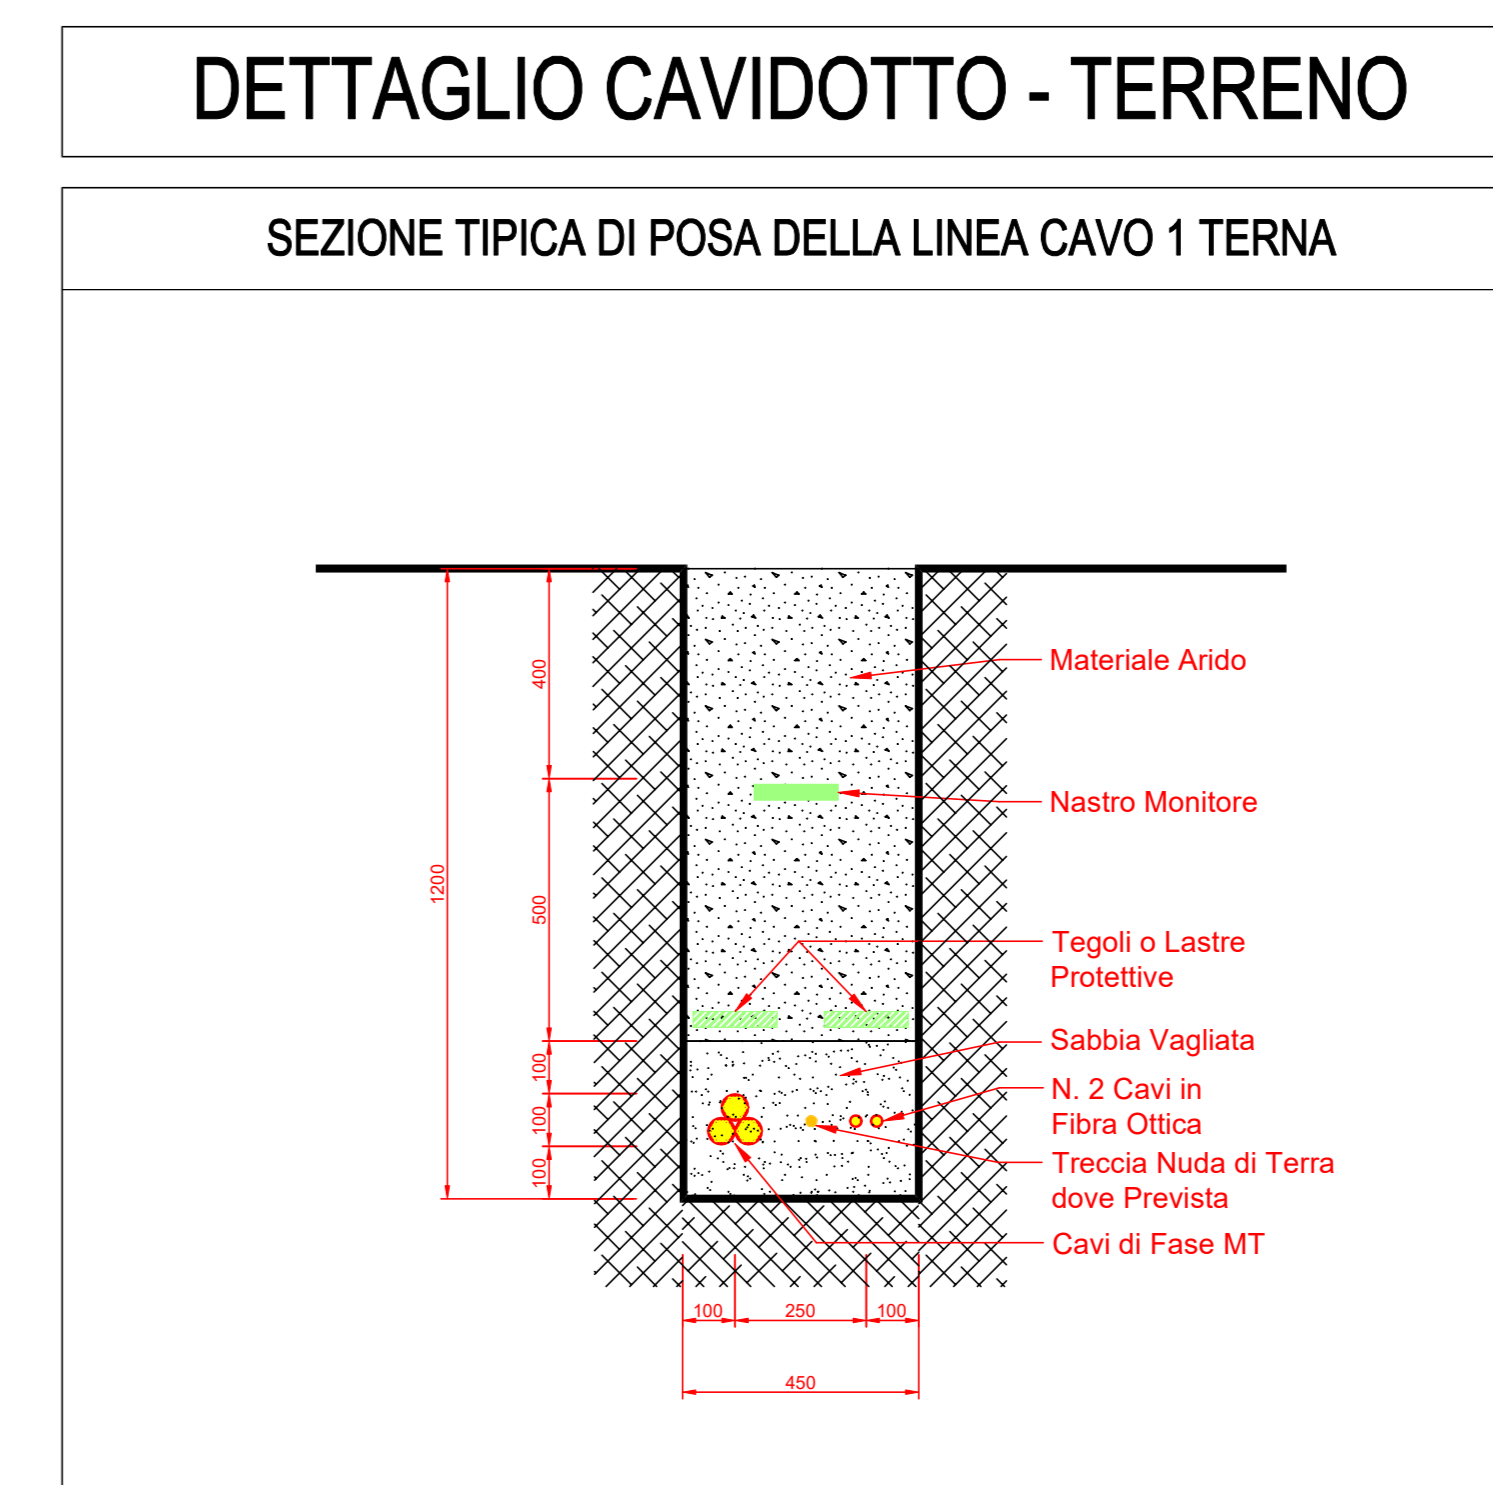 DETTAGLIO CAVIDOTTO - TERRENO
SEZIONE TIPICA DI POSA DELLA LINEA CAVO 1 TERNA
400
Materiale Arido
Nastro Monitore
1200
500
Tegoli o Lastre
Protettive
Sabbia Vagliata
100
N. 2 Cavi in
Fibra Ottica
100
Treccia Nuda di Terra
dove Prevista
100
Cavi di Fase MT
100
250
100
450